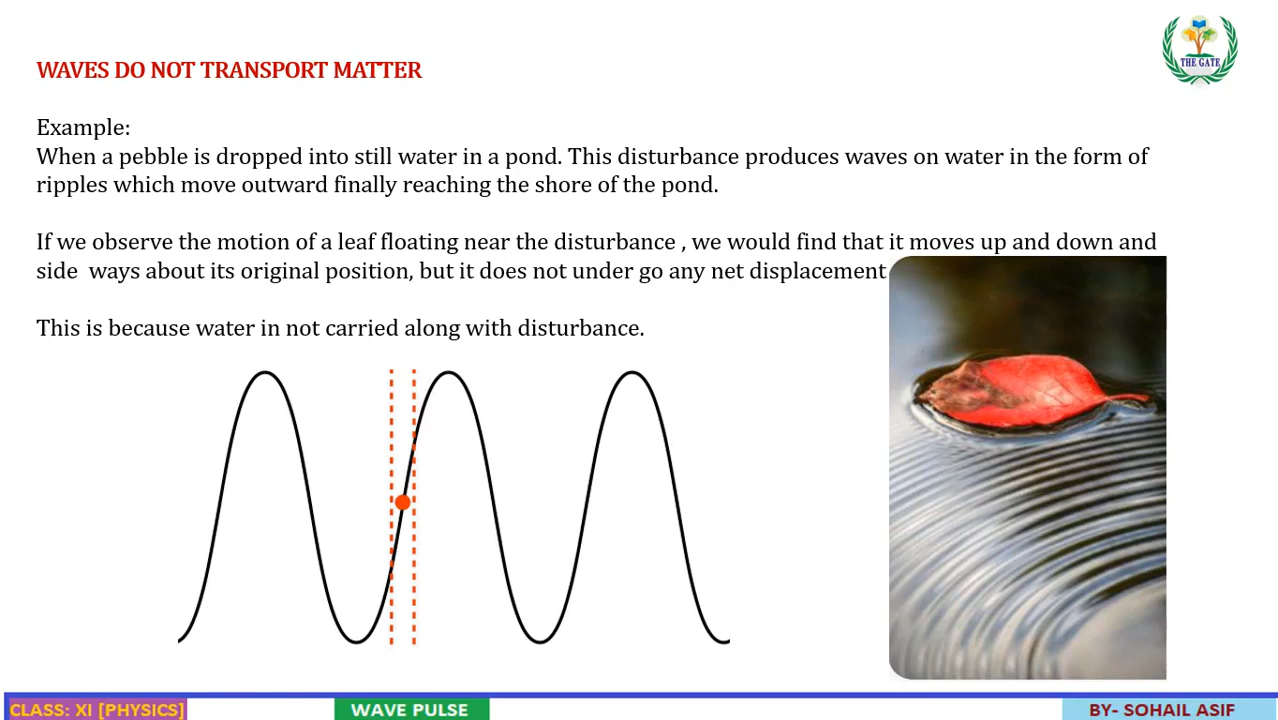 THE GATE
WAVES DO NOT TRANSPORT MATTER
Example:
When a pebble is dropped into still water in a pond. This disturbance produces waves on water in the form of
ripples which move outward finally reaching the shore of the pond.
If we observe the motion of a leaf floating near the disturbance , we would find that it moves up and down and
side ways about its original position, but it does not under go any net displacement
This is because water in not carried along with disturbance.
CLASS: XI [PHYSICS]
WAVE PULSE
BY- SOHAIL ASIF